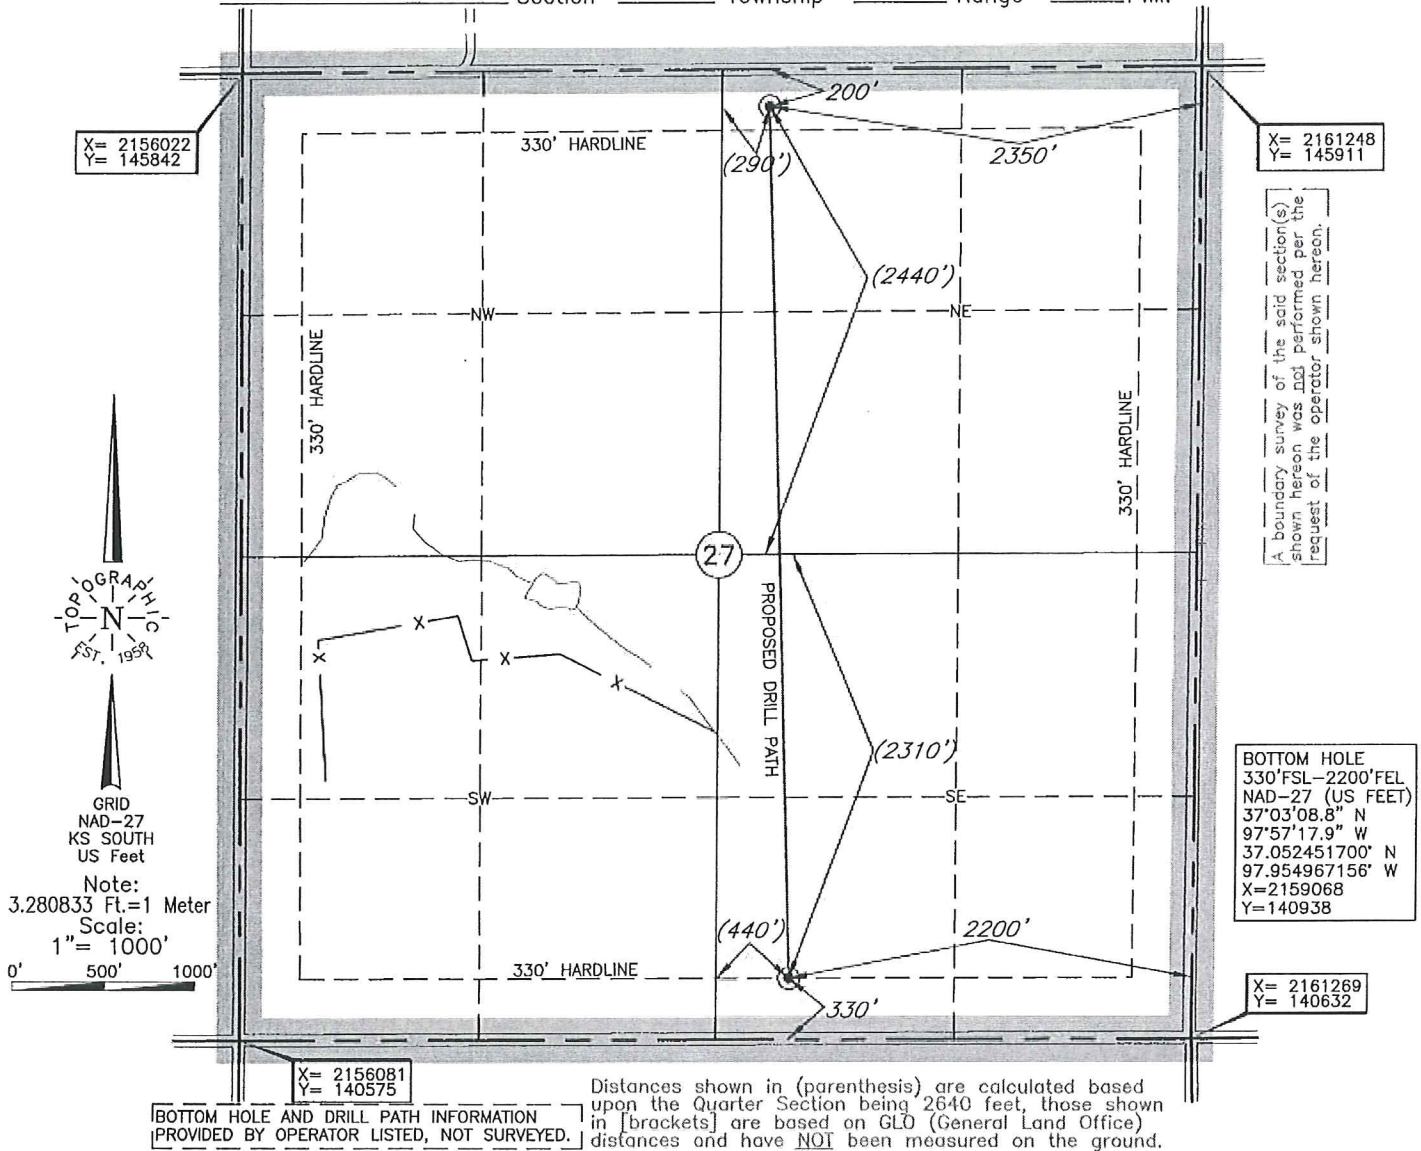 Section Township Range P.M.
200'
X= 2156022
Y= 145842
330' HARDLINE
(290')
2350'
X= 2161248
Y= 145911
A boundary survey of the said section(s)
shown hereon was not performed per the
request of the operator shown hereon.
(2440')
NW
NE
330' HARDLINE
330' HARDLINE
27
TOPOGRAPHIC
N
EST. 1958
X
X
X
X
PROPOSED DRILL PATH
(2310')
SW
SE
GRID
NAD-27
KS SOUTH
US Feet
Note:
3.280833 Ft.=1 Meter
Scale:
1"= 1000'
0' 500' 1000'
BOTTOM HOLE
330'FSL-2200'FEL
NAD-27 (US FEET)
37°03'08.8" N
97°57'17.9" W
37.052451700° N
97.954967156° W
X=2159068
Y=140938
(440')
2200'
330' HARDLINE
330'
X= 2161269
Y= 140632
X= 2156081
Y= 140575
BOTTOM HOLE AND DRILL PATH INFORMATION
PROVIDED BY OPERATOR LISTED, NOT SURVEYED.
Distances shown in (parenthesis) are calculated based
upon the Quarter Section being 2640 feet, those shown
in [brackets] are based on GLO (General Land Office)
distances and have NOT been measured on the ground.